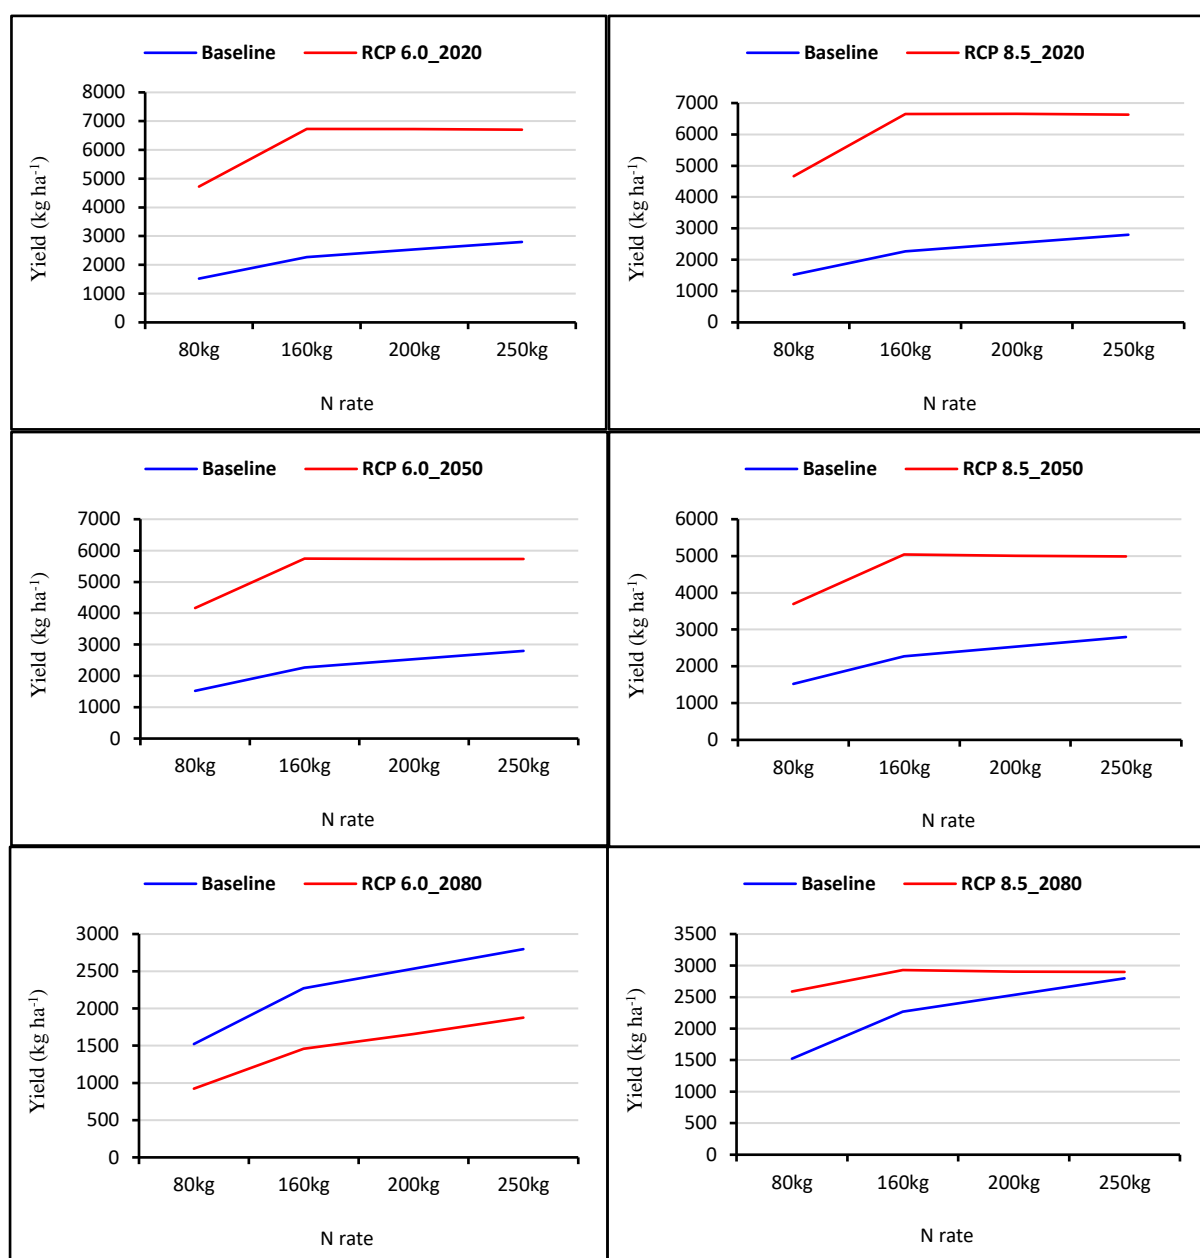 Baseline RCP 6.0_2020
8000
7000
6000
5000
4000
3000
2000
1000
0
Yield (kg ha-1)
80kg 160kg 200kg 250kg
N rate
Baseline RCP 8.5_2020
7000
6000
5000
4000
3000
2000
1000
0
Yield (kg ha-1)
80kg 160kg 200kg 250kg
N rate
Baseline RCP 6.0_2050
7000
6000
5000
4000
3000
2000
1000
0
Yield (kg ha-1)
80kg 160kg 200kg 250kg
N rate
Baseline RCP 8.5_2050
6000
5000
4000
3000
2000
1000
0
Yield (kg ha-1)
80kg 160kg 200kg 250kg
N rate
Baseline RCP 6.0_2080
3000
2500
2000
1500
1000
500
0
Yield (kg ha-1)
80kg 160kg 200kg 250kg
N rate
Baseline RCP 8.5_2080
3500
3000
2500
2000
1500
1000
500
0
Yield (kg ha-1)
80kg 160kg 200kg 250kg
N rate